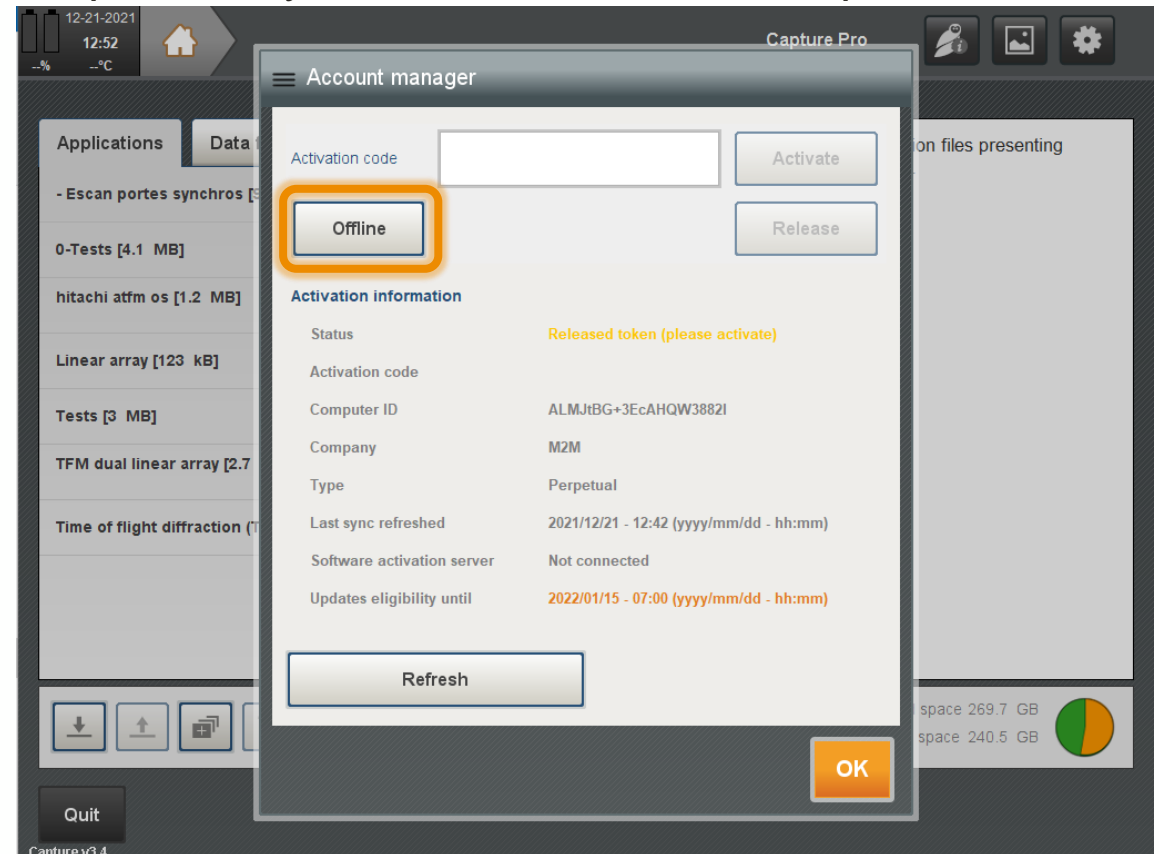 12-21-2021
12:52
--% --°C
Capture Pro
Account manager
Applications
Data
ion files presenting
Activation code
Activate
- Escan portes synchros [S
Offline
Release
0-Tests [4.1 MB]
hitachi atfm os [1.2 MB]
Activation information
Status Released token (please activate)
Linear array [123 kB]
Activation code
Tests [3 MB]
Computer ID ALMJtBG+3EcAHQW3882I
Company M2M
TFM dual linear array [2.7
Type Perpetual
Time of flight diffraction (T
Last sync refreshed 2021/12/21 - 12:42 (yyyy/mm/dd - hh:mm)
Software activation server Not connected
Updates eligibility until 2022/01/15 - 07:00 (yyyy/mm/dd - hh:mm)
Refresh
space 269.7 GB
space 240.5 GB
OK
Quit
Capture v3.4